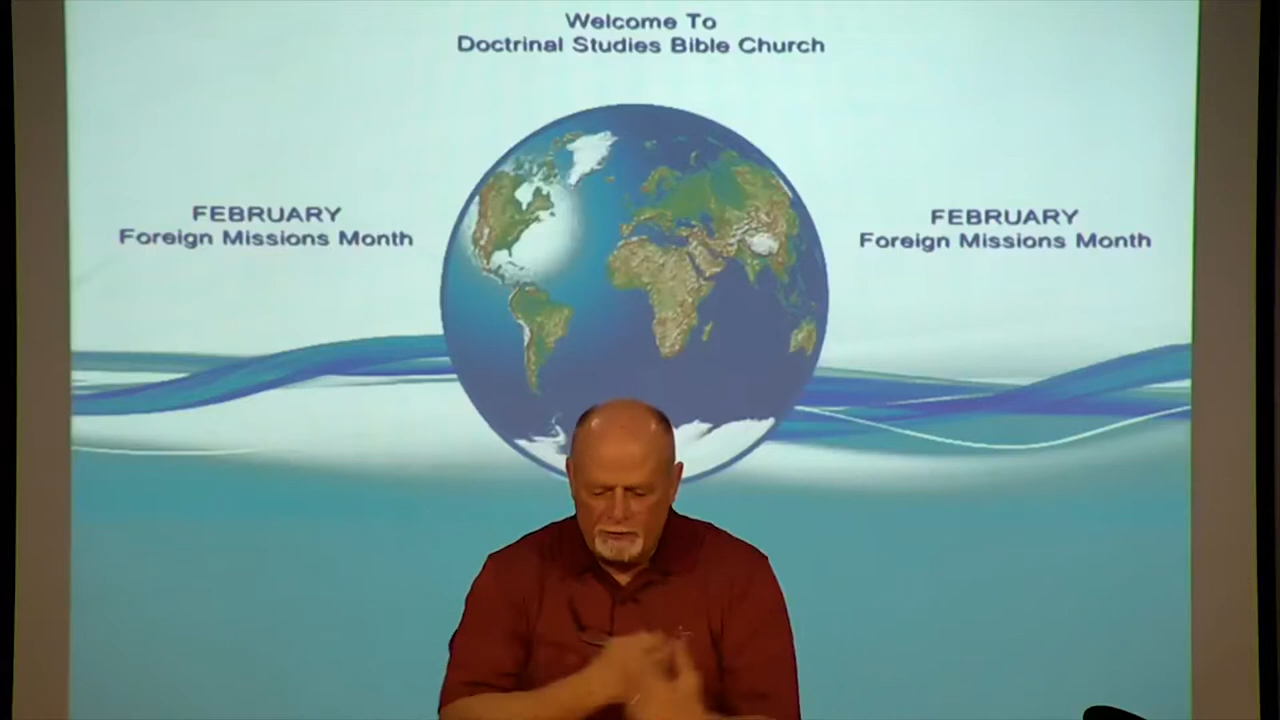 Welcome To
Doctrinal Studies Bible Church
FEBRUARY
Foreign Missions Month
FEBRUARY
Foreign Missions Month